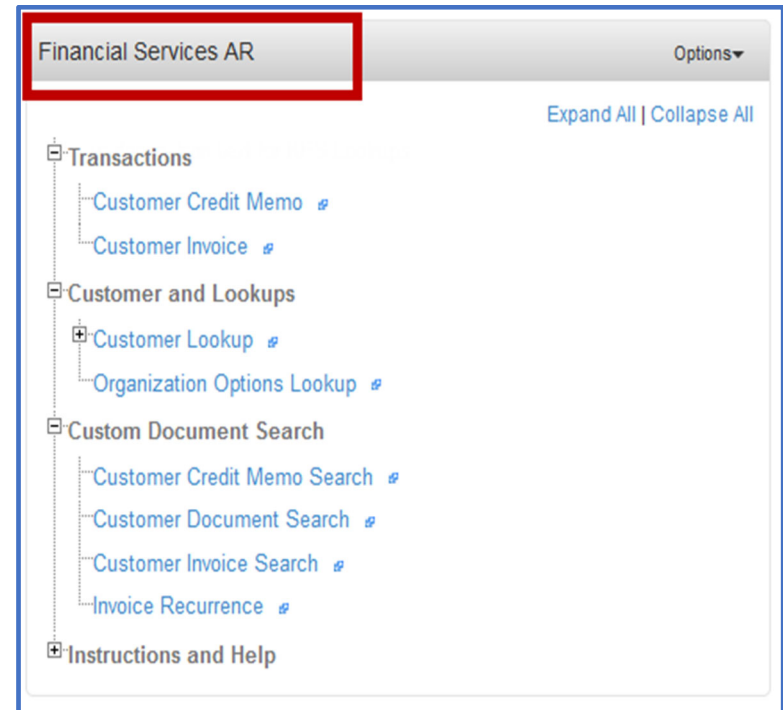 Financial Services AR Options
Expand All | Collapse All
Transactions
Customer Credit Memo
Customer Invoice
Customer and Lookups
Customer Lookup
Organization Options Lookup
Custom Document Search
Customer Credit Memo Search
Customer Document Search
Customer Invoice Search
Invoice Recurrence
Instructions and Help